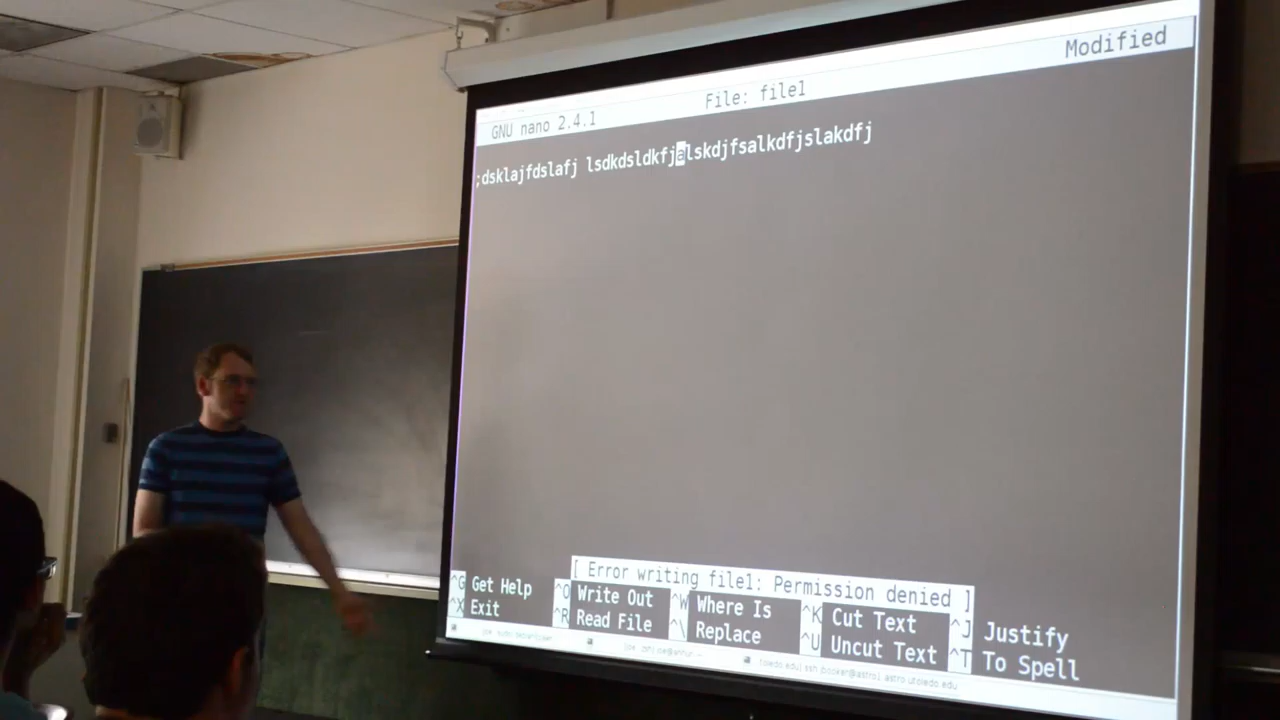 GNU nano 2.4.1 File: file1 Modified
;dsklajfdslafj lsdkdsldkfjalskdjfsalkdfjslakdfj
[ Error writing file1: Permission denied ]
^G Get Help ^O Write Out ^W Where Is ^K Cut Text ^J Justify
^X Exit ^R Read File ^\ Replace ^U Uncut Text ^T To Spell